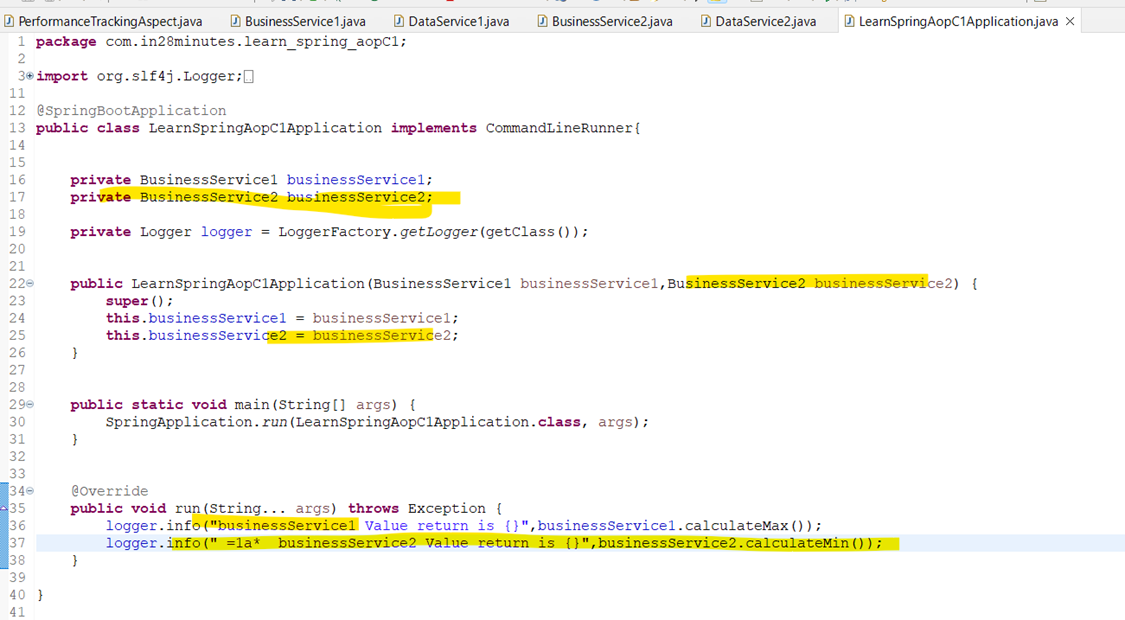 PerformanceTrackingAspect.java BusinessService1.java DataService1.java BusinessService2.java DataService2.java LearnSpringAopC1Application.java
1 package com.in28minutes.learn_spring_aopC1;
2
3 import org.slf4j.Logger;
11
12 @SpringBootApplication
13 public class LearnSpringAopC1Application implements CommandLineRunner{
14
15
16 private BusinessService1 businessService1;
17 private BusinessService2 businessService2;
18
19 private Logger logger = LoggerFactory.getLogger(getClass());
20
21
22 public LearnSpringAopC1Application(BusinessService1 businessService1,BusinessService2 businessService2) {
23 super();
24 this.businessService1 = businessService1;
25 this.businessService2 = businessService2;
26 }
27
28
29 public static void main(String[] args) {
30 SpringApplication.run(LearnSpringAopC1Application.class, args);
31 }
32
33
34 @Override
35 public void run(String... args) throws Exception {
36 logger.info("businessService1 Value return is {}",businessService1.calculateMax());
37 logger.info(" =1a*  businessService2 Value return is {}",businessService2.calculateMin());
38 }
39
40 }
41